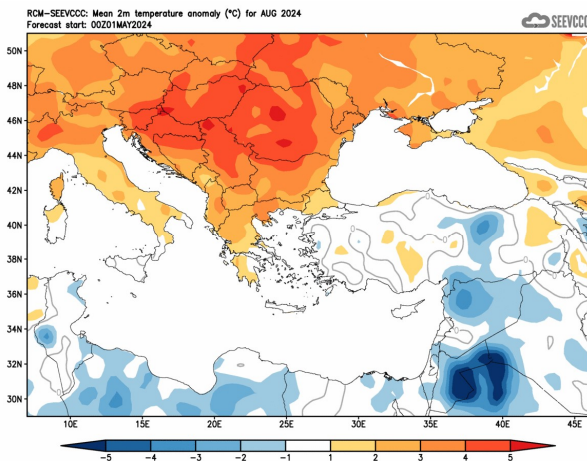 RCM-SEEVCCC: Mean 2m temperature anomaly (°C) for AUG 2024
Forecast start: 00Z01MAY2024
SEEVCCC
50N
48N
46N
44N
42N
40N
38N
36N
34N
32N
30N
10E 15E 20E 25E 30E 35E 40E 45E
-5 -4 -3 -2 -1 1 2 3 4 5